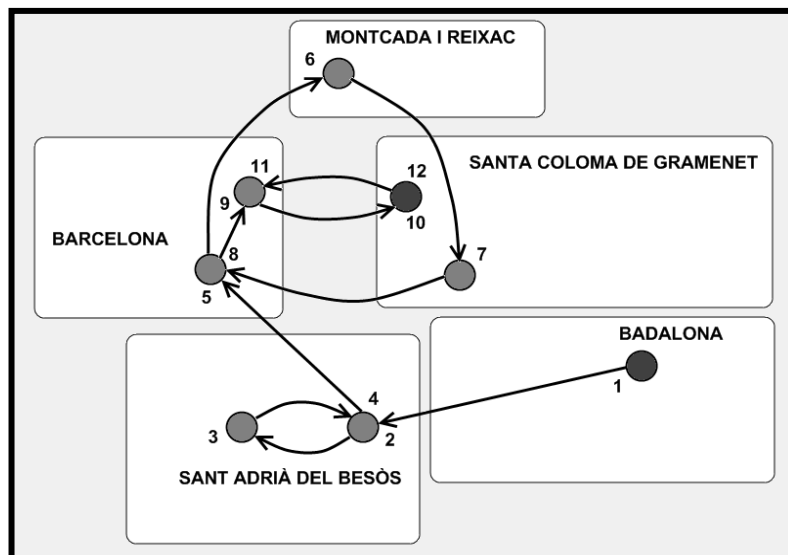 MONTCADA I REIXAC
6
11
12
SANTA COLOMA DE GRAMENET
9
10
BARCELONA
8
7
5
BADALONA
1
4
3
2
SANT ADRIÀ DEL BESÒS